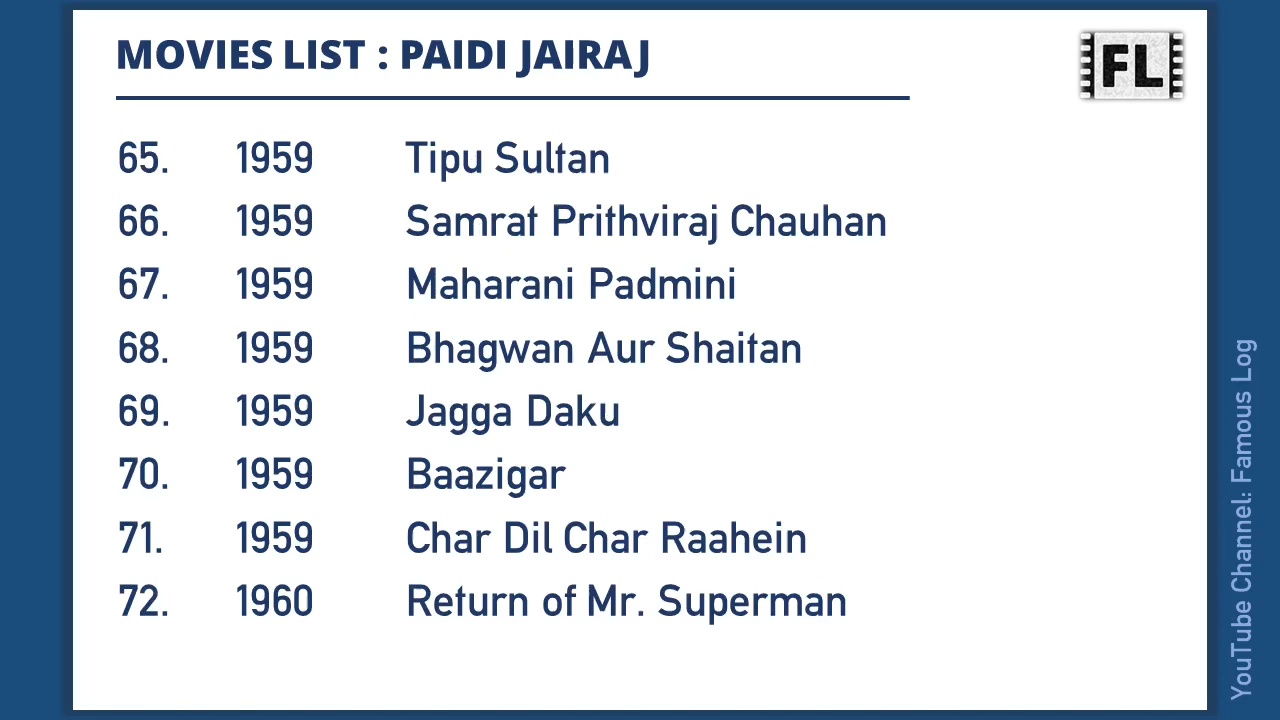 MOVIES LIST : PAIDI JAIRAJ
FL
65. 1959 Tipu Sultan
66. 1959 Samrat Prithviraj Chauhan
67. 1959 Maharani Padmini
68. 1959 Bhagwan Aur Shaitan
69. 1959 Jagga Daku
70. 1959 Baazigar
71. 1959 Char Dil Char Raahein
72. 1960 Return of Mr. Superman
YouTube Channel: Famous Log